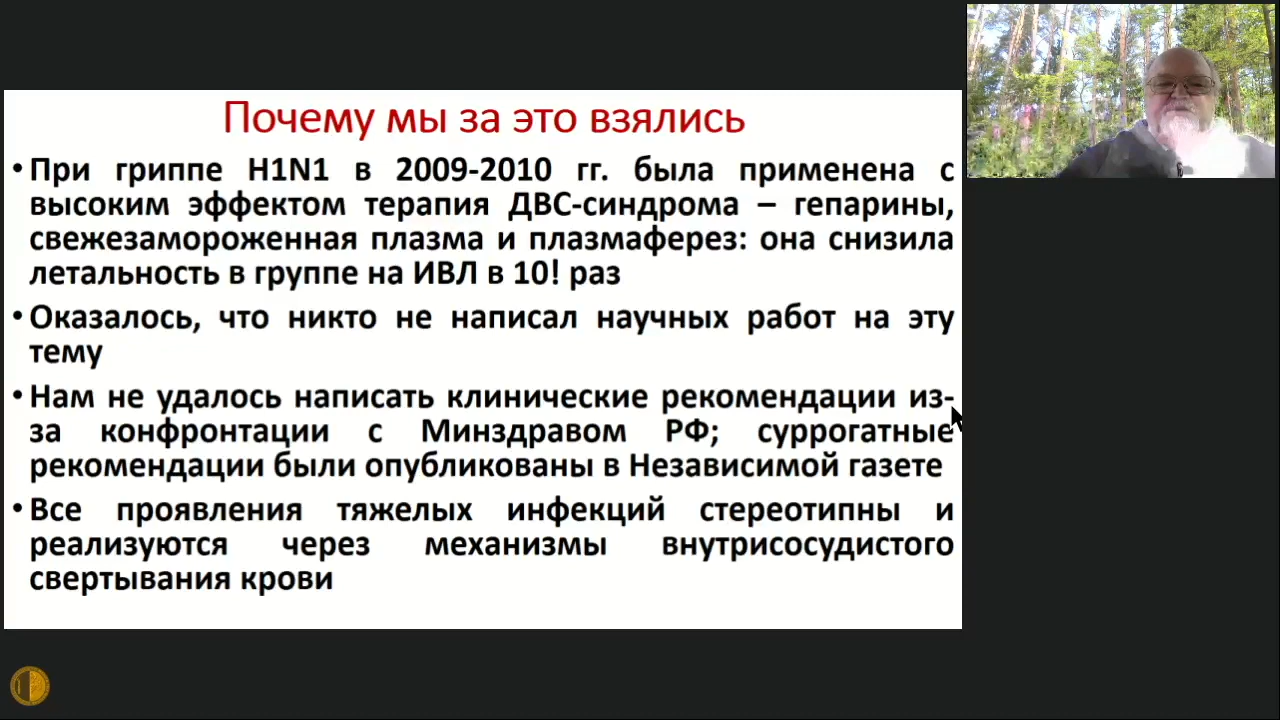 Почему мы за это взялись
• При гриппе H1N1 в 2009-2010 гг. была применена с
высоким эффектом терапия ДВС-синдрома – гепарины,
свежезамороженная плазма и плазмаферез: она снизила
летальность в группе на ИВЛ в 10! раз
• Оказалось, что никто не написал научных работ на эту
тему
• Нам не удалось написать клинические рекомендации из-
за конфронтации с Минздравом РФ; суррогатные
рекомендации были опубликованы в Независимой газете
• Все проявления тяжелых инфекций стереотипны и
реализуются через механизмы внутрисосудистого
свертывания крови